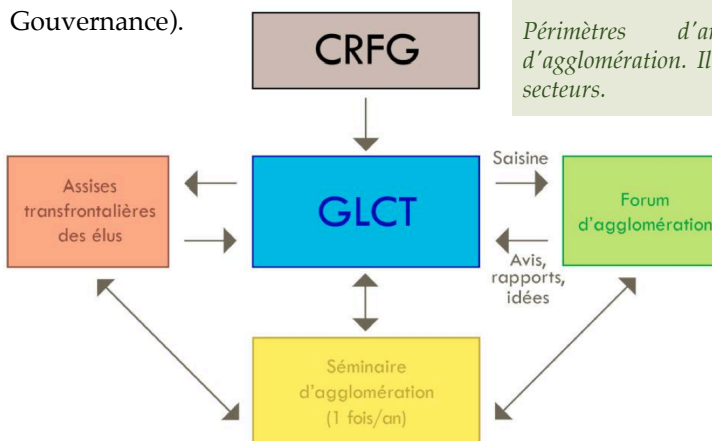 Gouvernance).
Périmètres
d'agglomération. Il
secteurs.
CRFG
Assises
transfrontalières
des élus
GLCT
Saisine
Avis,
rapports,
idées
Forum
d'agglomération
Séminaire
d'agglomération
(1 fois/an)